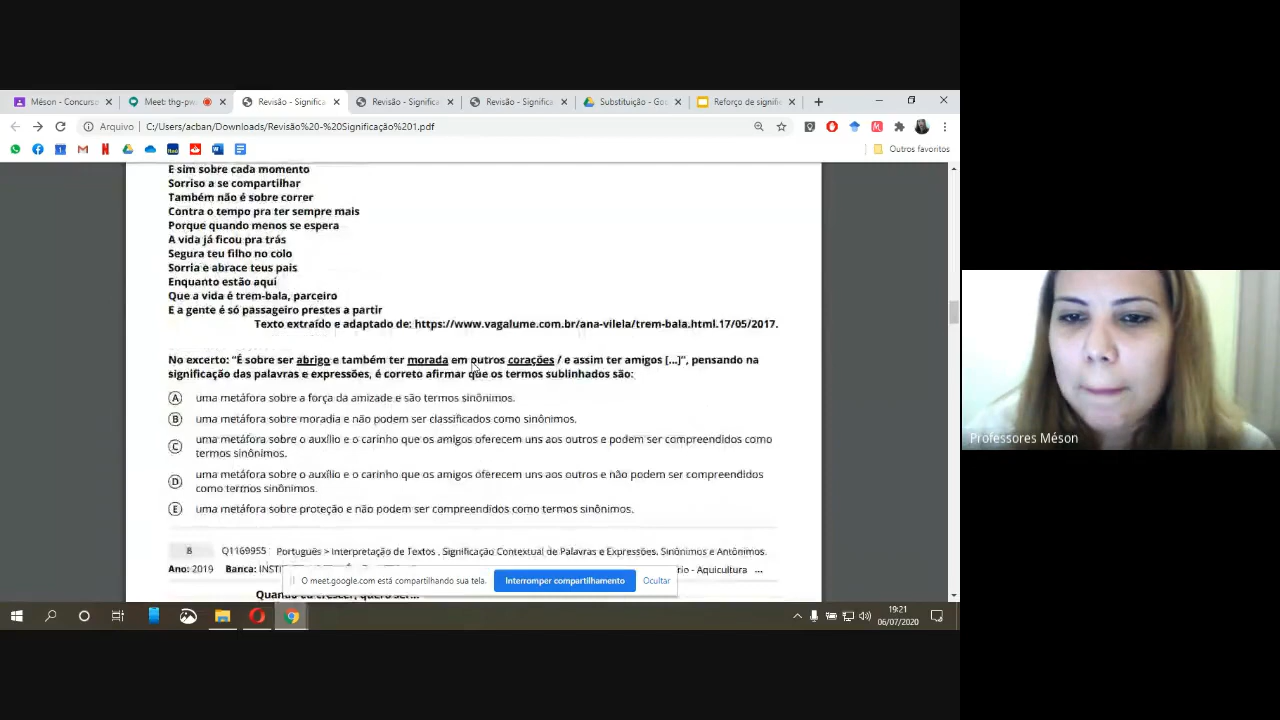 Méson - Concurso
Meet: thg-pw
Revisão - Significa
Revisão - Significa
Revisão - Significa
Substituição - Goo
Reforço de signifi
Arquivo C:/Users/acban/Downloads/Revisão%20-%20Significação%201.pdf
Outros favoritos
E sim sobre cada momento
Sorriso a se compartilhar
Também não é sobre correr
Contra o tempo pra ter sempre mais
Porque quando menos se espera
A vida já ficou pra trás
Segura teu filho no colo
Sorria e abrace teus pais
Enquanto estão aqui
Que a vida é trem-bala, parceiro
E a gente é só passageiro prestes a partir
Texto extraído e adaptado de: https://www.vagalume.com.br/ana-vilela/trem-bala.html.17/05/2017.
No excerto: “É sobre ser abrigo e também ter morada em outros corações / e assim ter amigos [...]”, pensando na
significação das palavras e expressões, é correto afirmar que os termos sublinhados são:
A uma metáfora sobre a força da amizade e são termos sinônimos.
B uma metáfora sobre moradia e não podem ser classificados como sinônimos.
C uma metáfora sobre o auxílio e o carinho que os amigos oferecem uns aos outros e podem ser compreendidos como
termos sinônimos.
D uma metáfora sobre o auxílio e o carinho que os amigos oferecem uns aos outros e não podem ser compreendidos
como termos sinônimos.
E uma metáfora sobre proteção e não podem ser compreendidos como termos sinônimos.
8 Q1169955 Português > Interpretação de Textos , Significação Contextual de Palavras e Expressões. Sinônimos e Antônimos.
Ano: 2019 Banca: - Aquicultura ...
O meet.google.com está compartilhando sua tela. Interromper compartilhamento Ocultar
Quando eu crescer, quero ser...
19:21
06/07/2020
Professores Méson